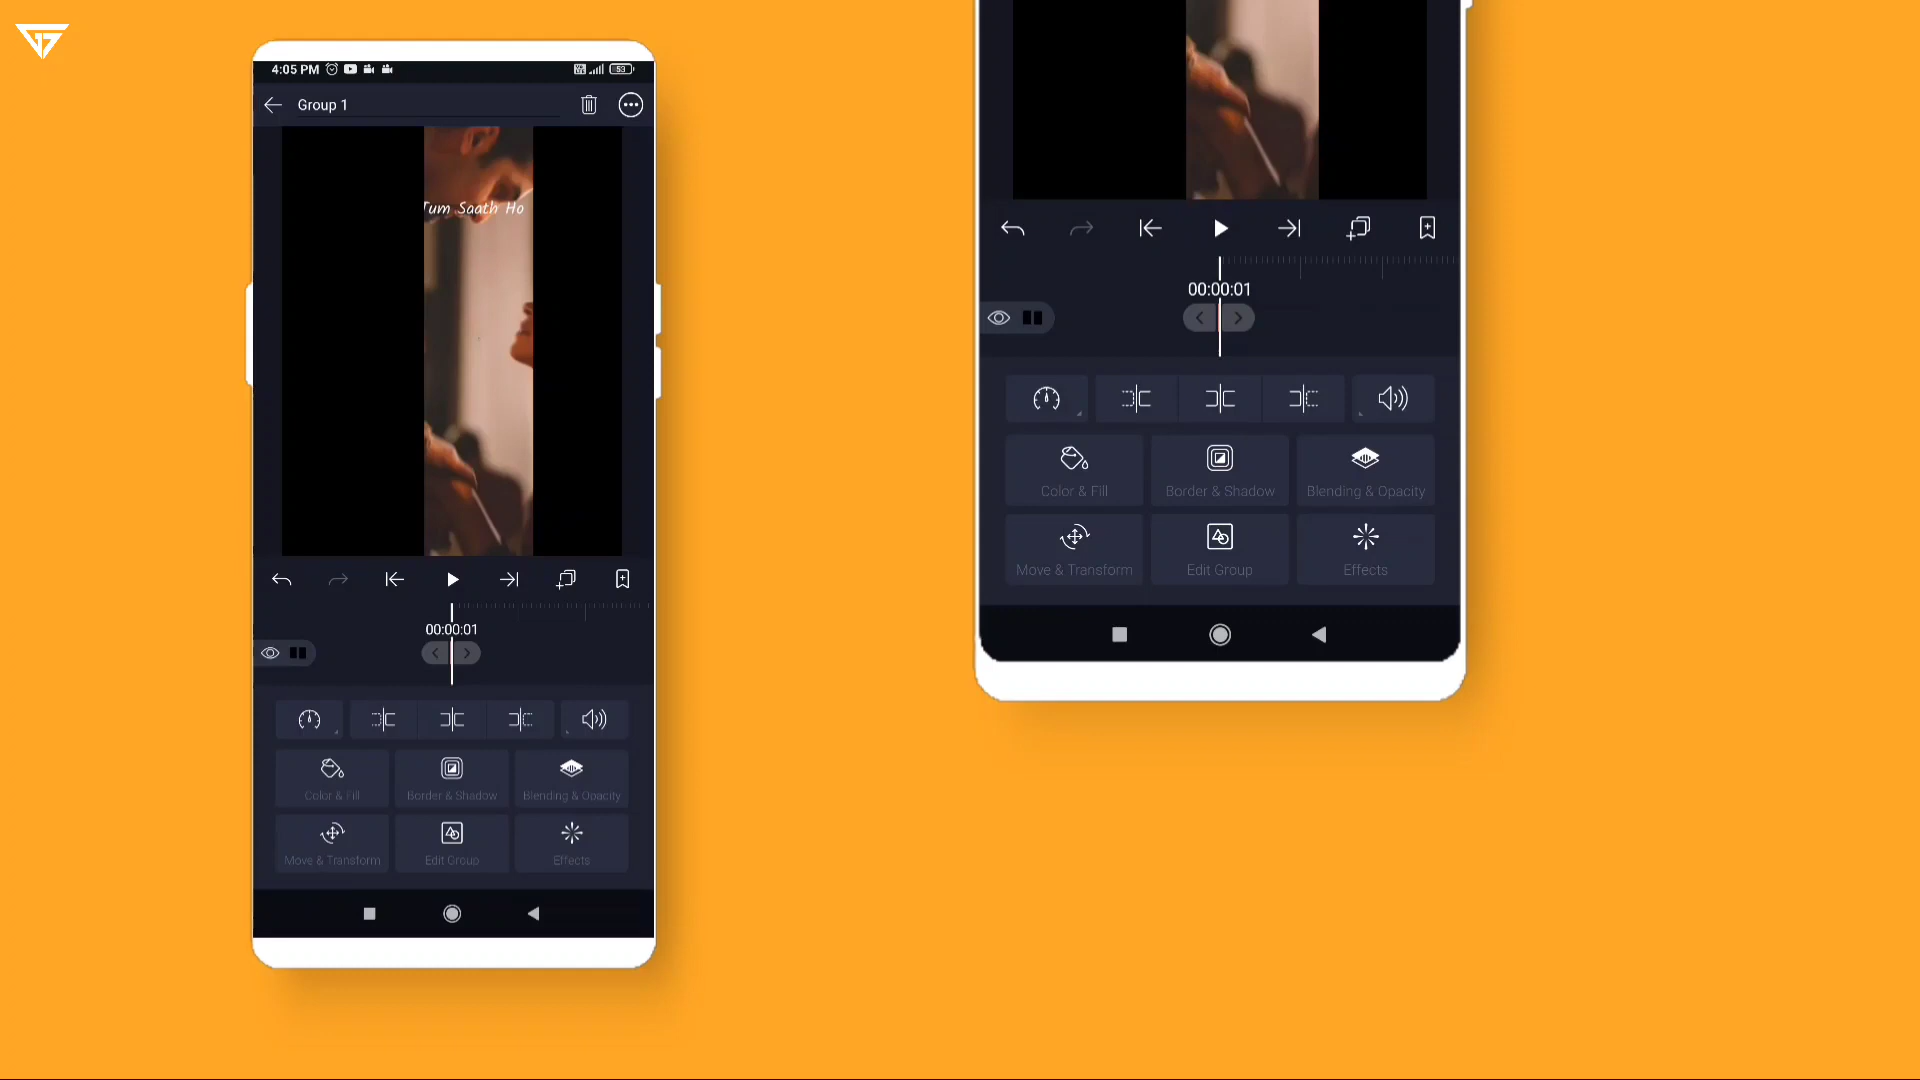 4:05 PM
53
Group 1
Tum Saath Ho
00:00:01
Color & Fill
Border & Shadow
Blending & Opacity
Move & Transform
Edit Group
Effects
00:00:01
Color & Fill
Border & Shadow
Blending & Opacity
Move & Transform
Edit Group
Effects